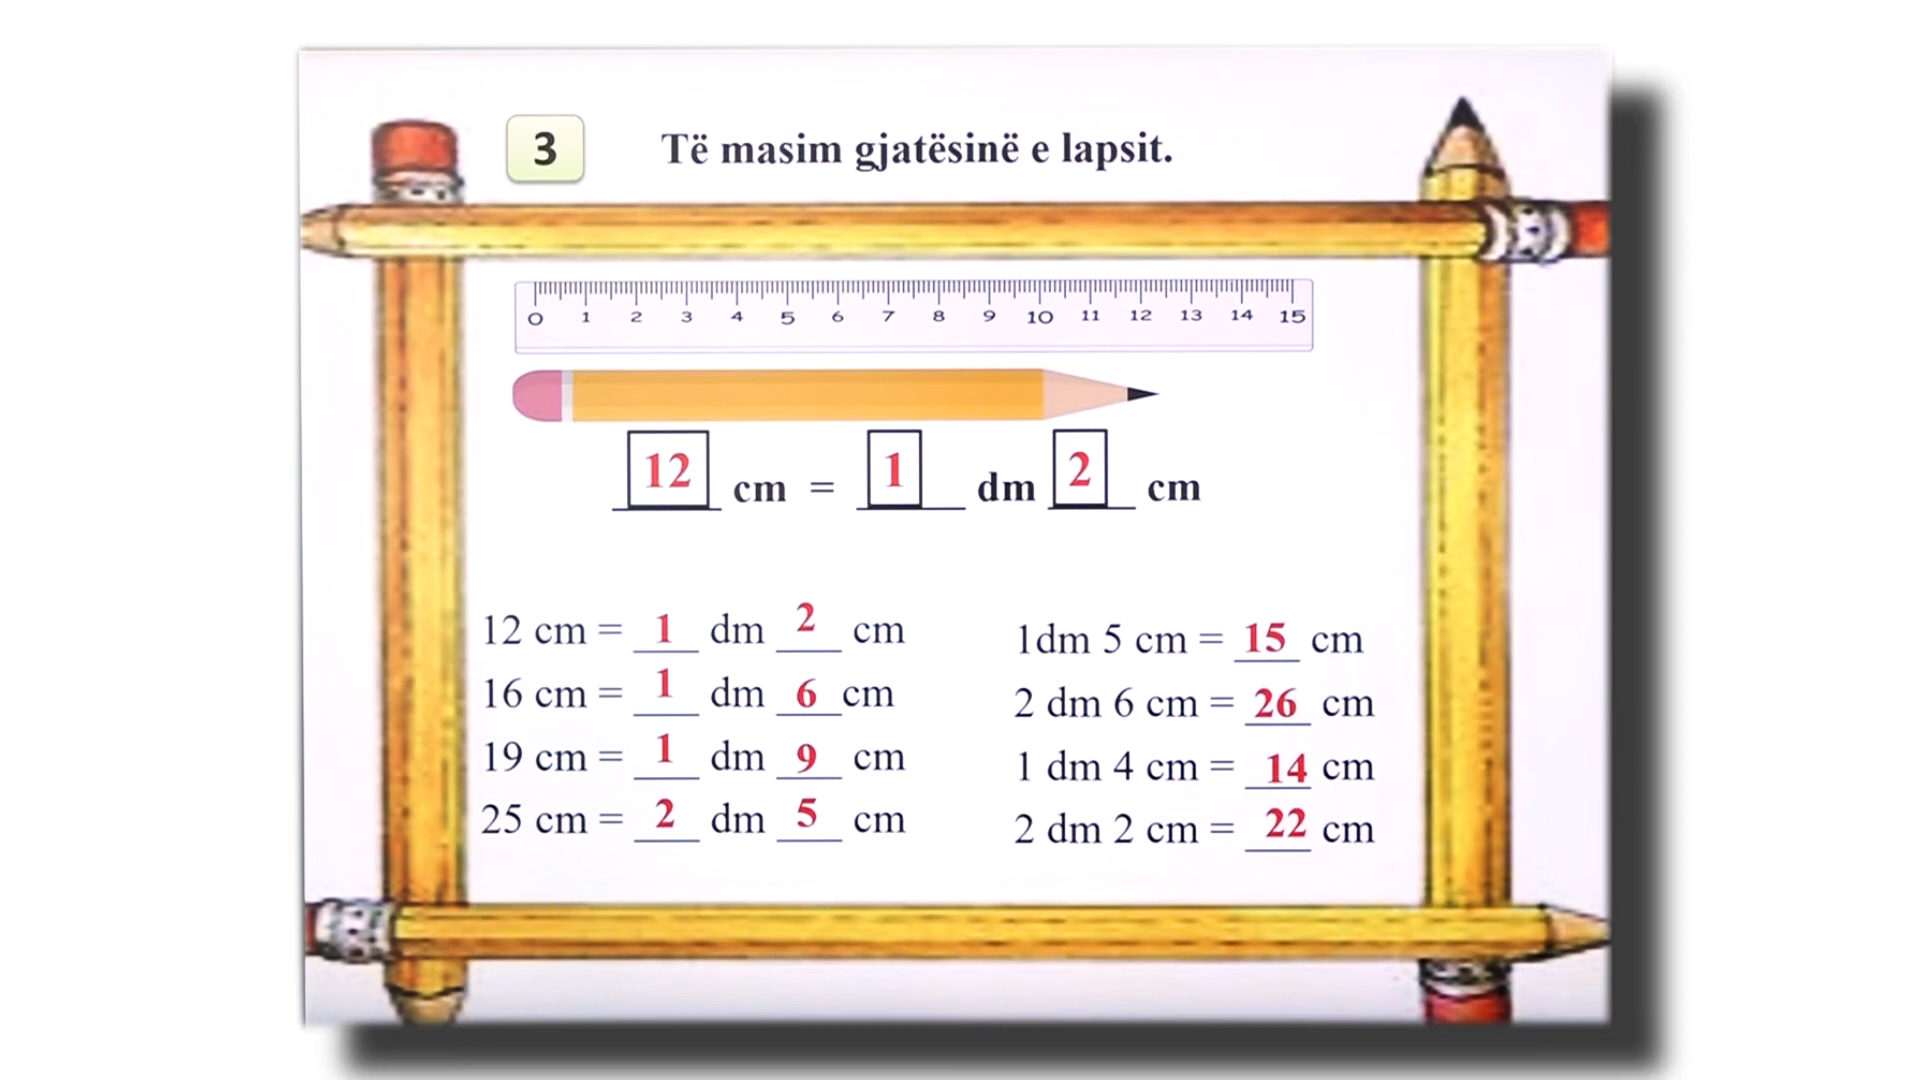 3 Të masim gjatësinë e lapsit.
0 1 2 3 4 5 6 7 8 9 10 11 12 13 14 15
12 cm = 1 dm 2 cm
12 cm = 1 dm 2 cm
16 cm = 1 dm 6 cm
19 cm = 1 dm 9 cm
25 cm = 2 dm 5 cm
1dm 5 cm = 15 cm
2 dm 6 cm = 26 cm
1 dm 4 cm = 14 cm
2 dm 2 cm = 22 cm